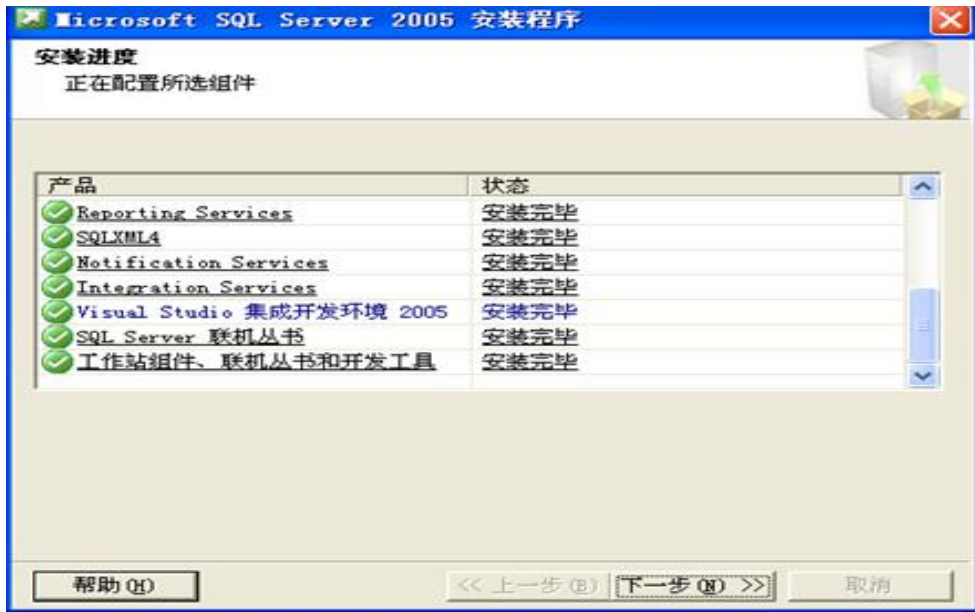 Microsoft SQL Server 2005 安装程序
安装进度
正在配置所选组件
产品 状态
Reporting Services 安装完毕
SQLXML4 安装完毕
Notification Services 安装完毕
Integration Services 安装完毕
Visual Studio 集成开发环境 2005 安装完毕
SQL Server 联机丛书 安装完毕
工作站组件、联机丛书和开发工具 安装完毕
帮助(H) << 上一步(B) 下一步(N) >> 取消